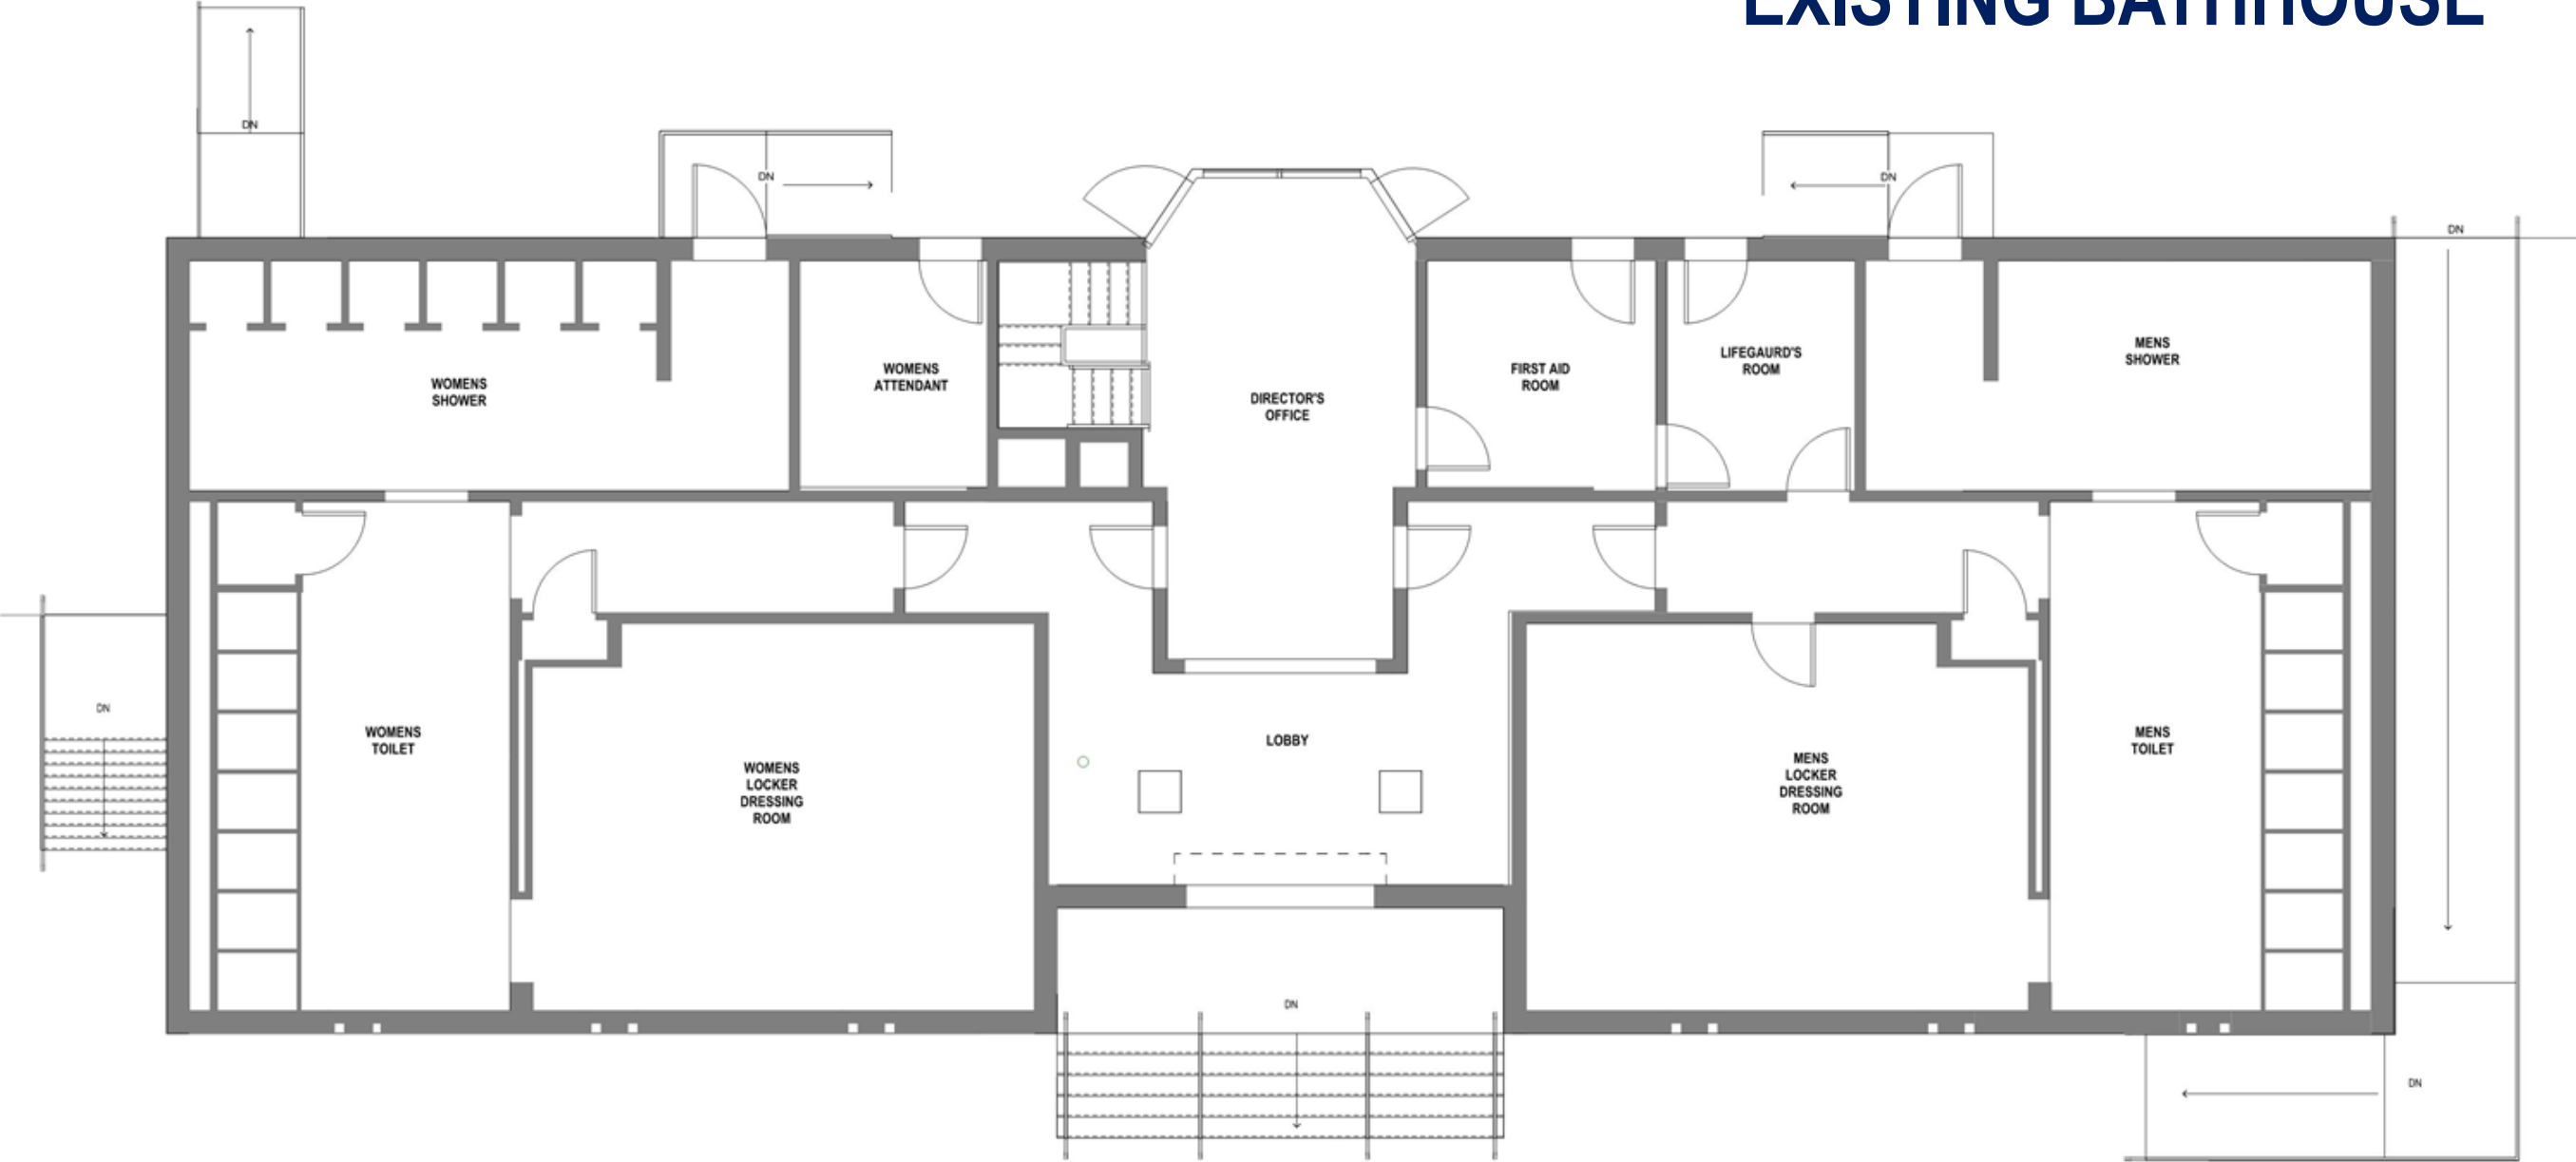 EXISTING BATHHOUSE
DN
DN
DN
DN
WOMENS
SHOWER
WOMENS
ATTENDANT
DIRECTOR'S
OFFICE
FIRST AID
ROOM
LIFEGAURD'S
ROOM
MENS
SHOWER
DN
WOMENS
TOILET
WOMENS
LOCKER
DRESSING
ROOM
LOBBY
MENS
LOCKER
DRESSING
ROOM
MENS
TOILET
DN
DN